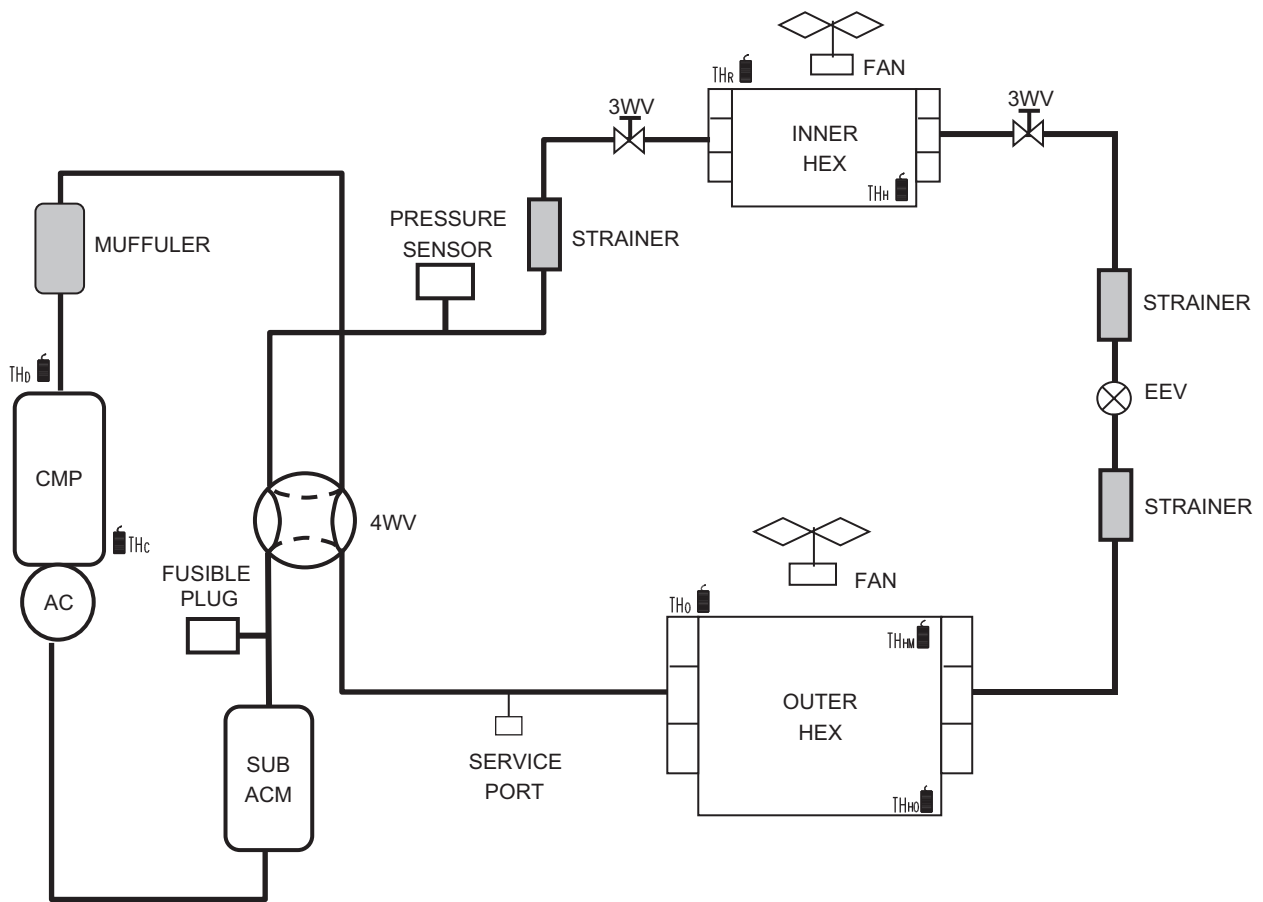 FAN
THR
3WV
3WV
INNER
HEX
THH
MUFFULER
PRESSURE
SENSOR
STRAINER
STRAINER
THD
EEV
CMP
STRAINER
4WV
THC
FUSIBLE
PLUG
FAN
AC
THO
THHM
OUTER
HEX
SERVICE
PORT
SUB
ACM
THHO